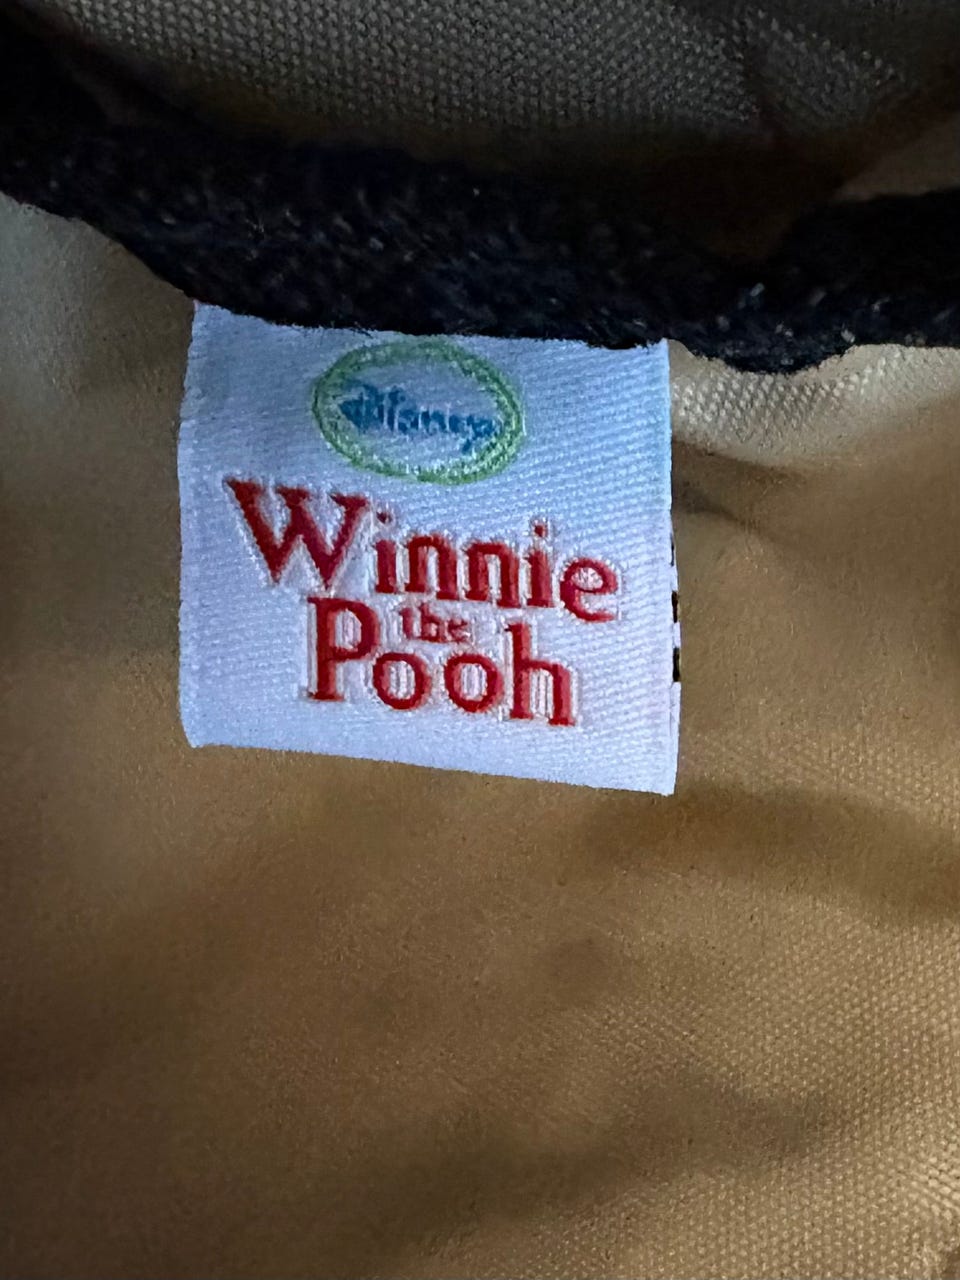 Disney
Winnie
the
Pooh